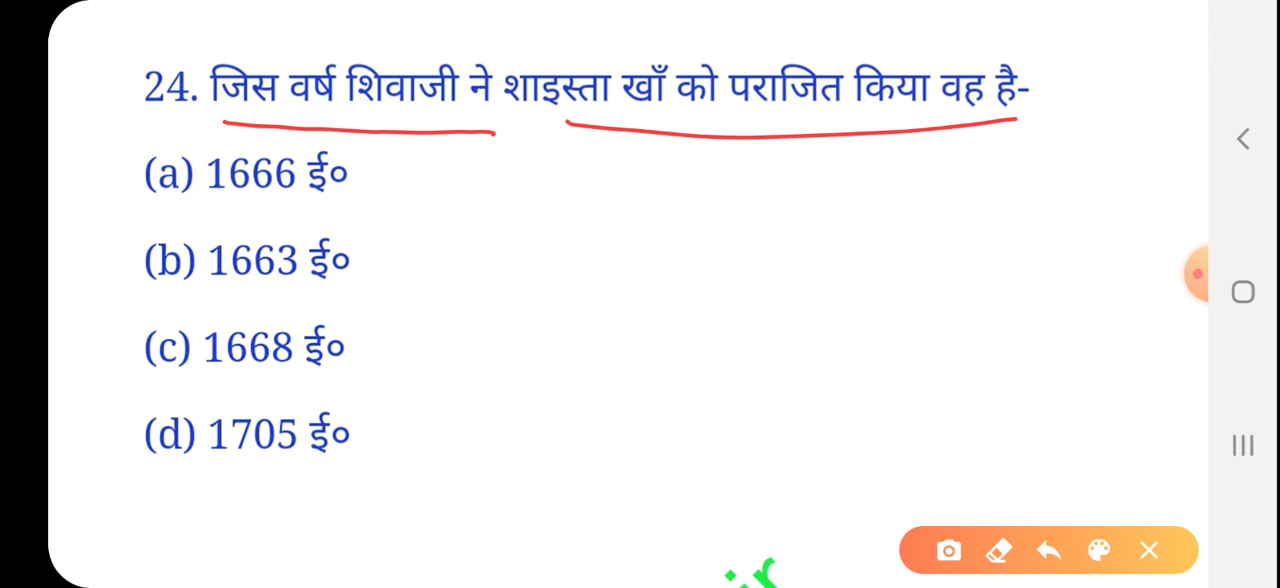 24. जिस वर्ष शिवाजी ने शाइस्ता खाँ को पराजित किया वह है-
(a) 1666 ई०
(b) 1663 ई०
(c) 1668 ई०
(d) 1705 ई०